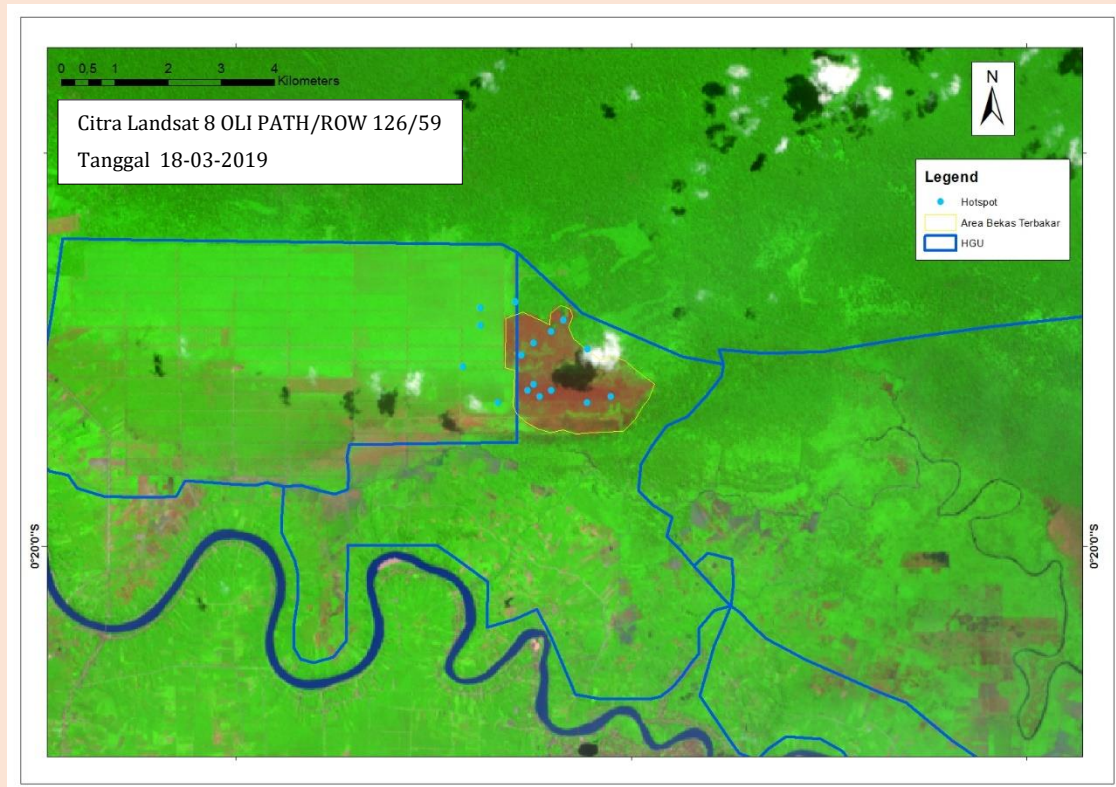 0 0,5 1 2 3 4
Kilometers
Citra Landsat 8 OLI PATH/ROW 126/59
Tanggal 18-03-2019
N
Legend
Hotspot
Area Bekas Terbakar
HGU
0°20'0"S
0°20'0"S